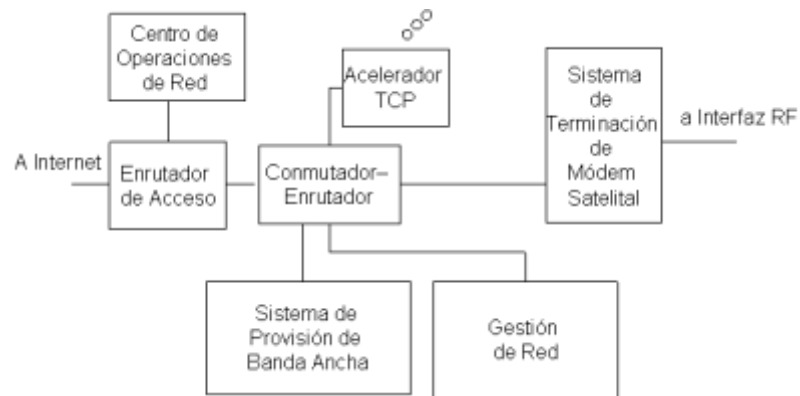 Centro de
Operaciones
de Red
Acelerador
TCP
Sistema
de
Terminación
de
Módem
Satelital
a Interfaz RF
A Internet
Enrutador
de Acceso
Conmutador–
Enrutador
Sistema de
Provisión de
Banda Ancha
Gestión
de Red